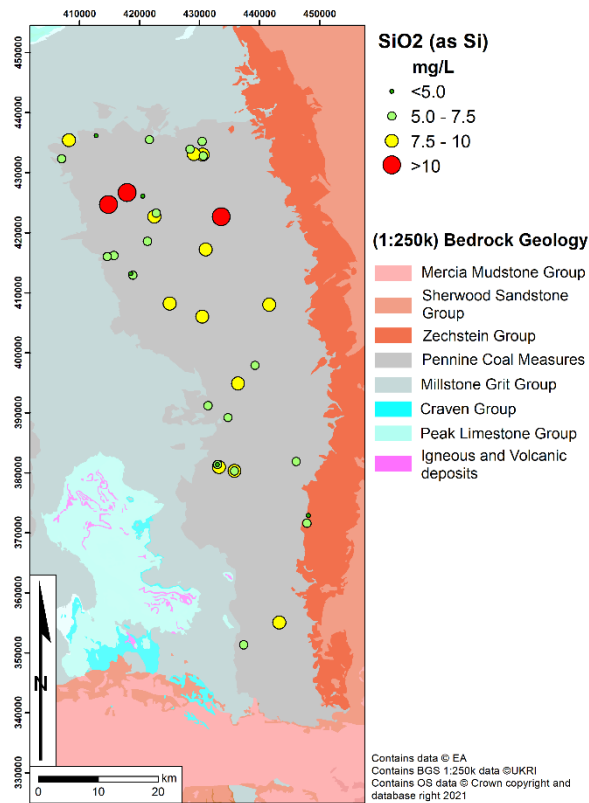 410000 420000 430000 440000 450000
450000
440000
430000
420000
410000
400000
390000
380000
370000
360000
350000
340000
330000
N
0 10 20 km
SiO2 (as Si)
mg/L
<5.0
5.0 - 7.5
7.5 - 10
>10
(1:250k) Bedrock Geology
Mercia Mudstone Group
Sherwood Sandstone
Group
Zechstein Group
Pennine Coal Measures
Millstone Grit Group
Craven Group
Peak Limestone Group
Igneous and Volcanic
deposits
Contains data © EA
Contains BGS 1:250k data ©UKRI
Contains OS data © Crown copyright and
database right 2021